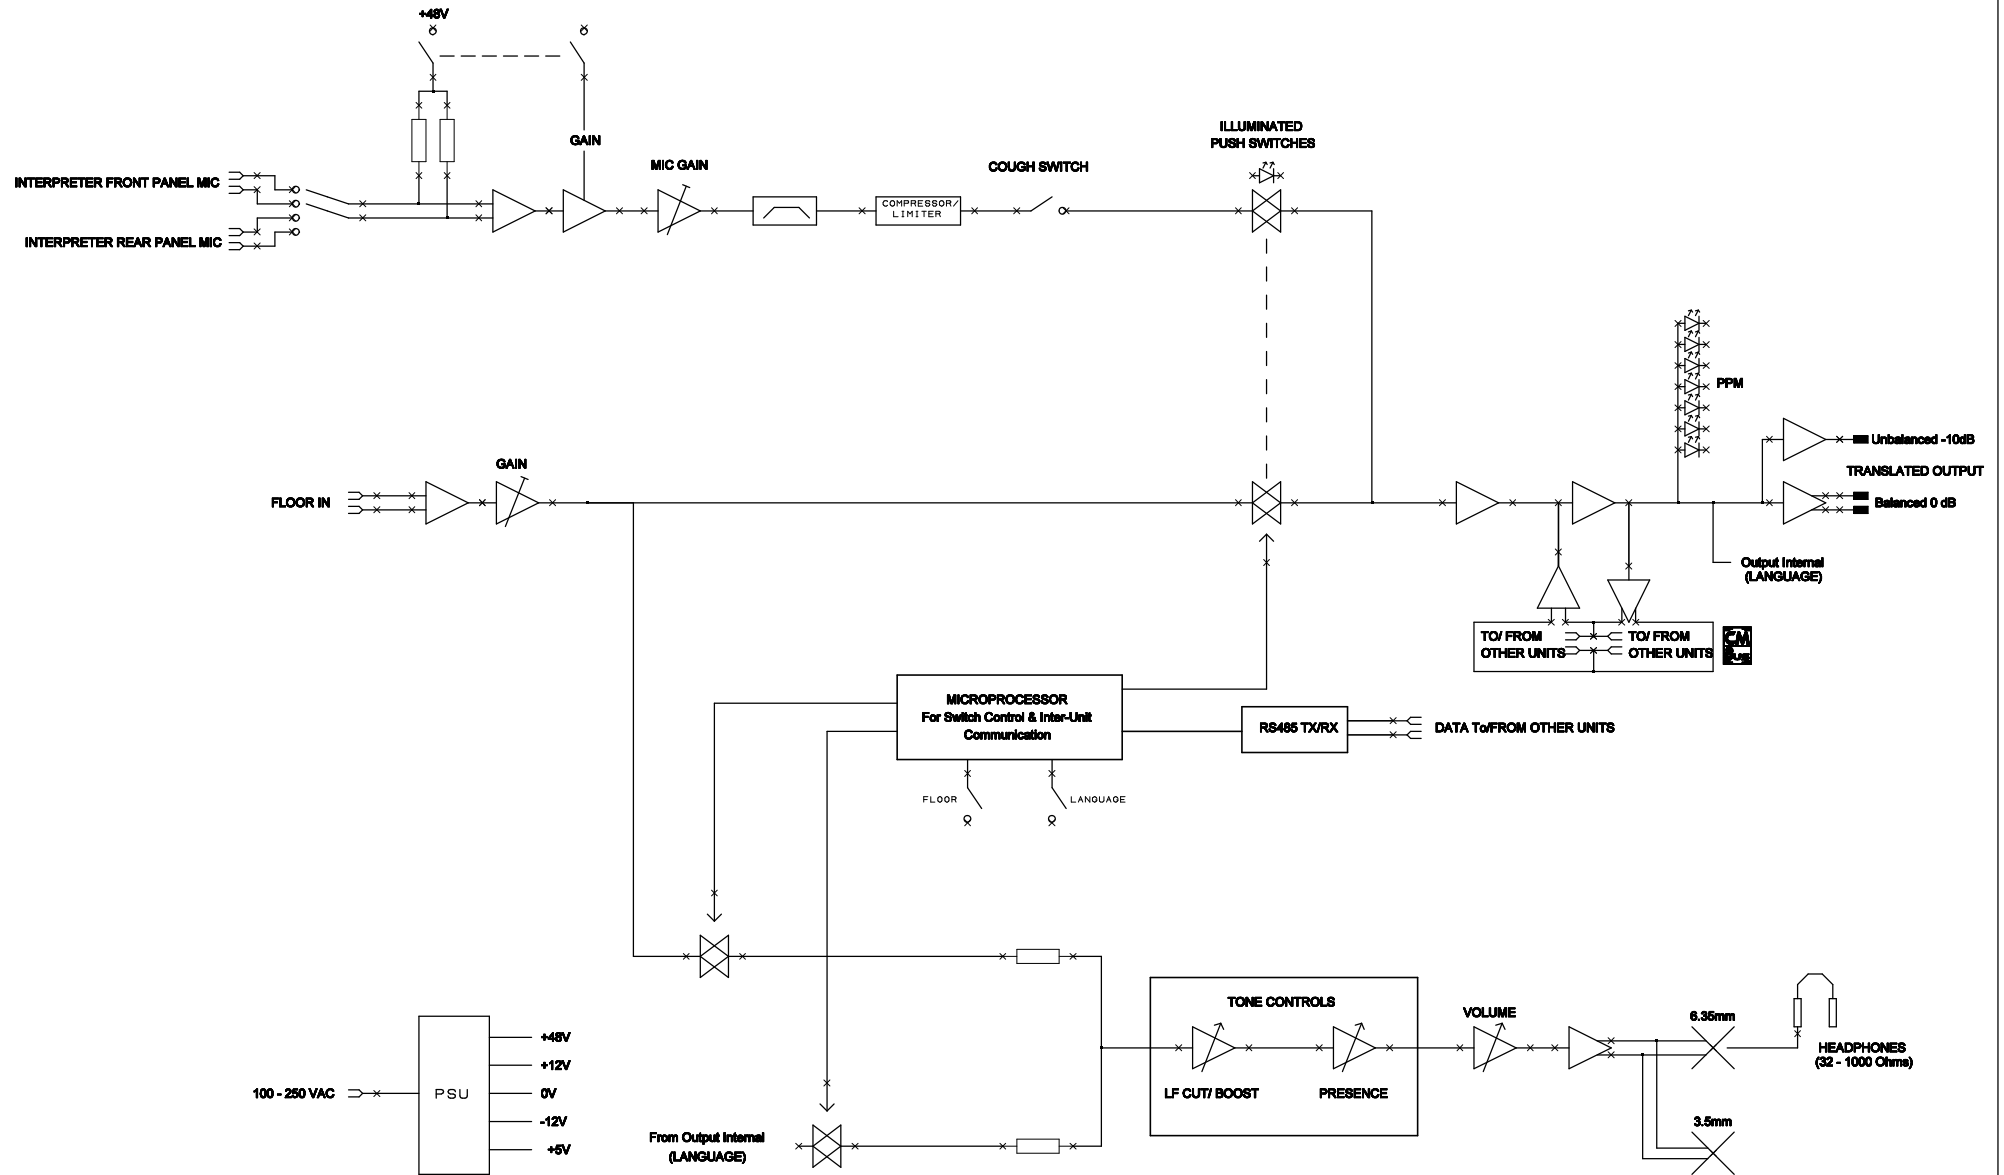 +48V
GAIN
MIC GAIN
ILLUMINATED
PUSH SWITCHES
COUGH SWITCH
INTERPRETER FRONT PANEL MIC
COMPRESSOR/
LIMITER
INTERPRETER REAR PANEL MIC
PPM
Unbalanced -10dB
TRANSLATED OUTPUT
Balanced 0 dB
GAIN
FLOOR IN
Output Internal
(LANGUAGE)
TO/ FROM
OTHER UNITS
TO/ FROM
OTHER UNITS
CM
BUS
MICROPROCESSOR
For Switch Control & Inter-Unit
Communication
RS485 TX/RX
DATA To/FROM OTHER UNITS
FLOOR
LANGUAGE
TONE CONTROLS
LF CUT/ BOOST
PRESENCE
VOLUME
6.35mm
HEADPHONES
(32 - 1000 Ohms)
3.5mm
100 - 250 VAC
PSU
+48V
+12V
0V
-12V
+5V
From Output Internal
(LANGUAGE)